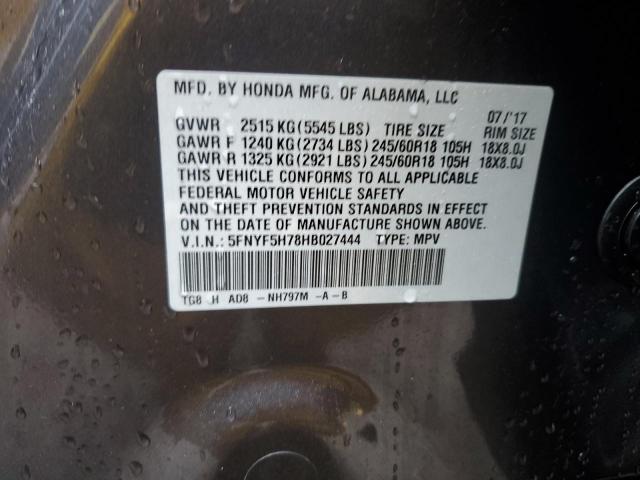 MFD. BY HONDA MFG. OF ALABAMA, LLC
07/'17
GVWR 2515 KG (5545 LBS) TIRE SIZE RIM SIZE
GAWR F 1240 KG (2734 LBS) 245/60R18 105H 18X8.0J
GAWR R 1325 KG (2921 LBS) 245/60R18 105H 18X8.0J
THIS VEHICLE CONFORMS TO ALL APPLICABLE
FEDERAL MOTOR VEHICLE SAFETY
AND THEFT PREVENTION STANDARDS IN EFFECT
ON THE DATE OF MANUFACTURE SHOWN ABOVE.
V.I.N.: 5FNYF5H78HB027444 TYPE: MPV
TG8 H AD8 -NH797M -A-B